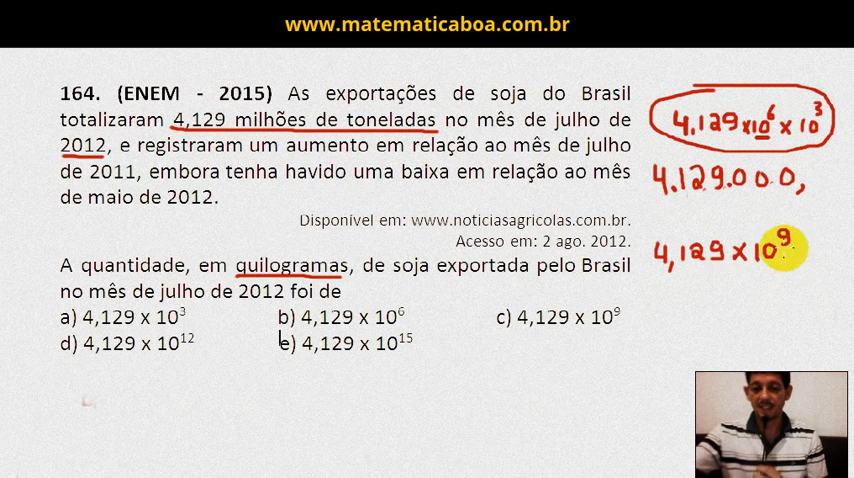 www.matematicaboa.com.br
164. (ENEM - 2015) As exportações de soja do Brasil
totalizaram 4,129 milhões de toneladas no mês de julho de
2012, e registraram um aumento em relação ao mês de julho
de 2011, embora tenha havido uma baixa em relação ao mês
de maio de 2012.
Disponível em: www.noticiasagricolas.com.br.
Acesso em: 2 ago. 2012.
A quantidade, em quilogramas, de soja exportada pelo Brasil
no mês de julho de 2012 foi de
a) 4,129 x 10³ b) 4,129 x 10⁶ c) 4,129 x 10⁹
d) 4,129 x 10¹² e) 4,129 x 10¹⁵
4,129 x 10⁶ x 10³
4.129.000,
4,129 x 10⁹